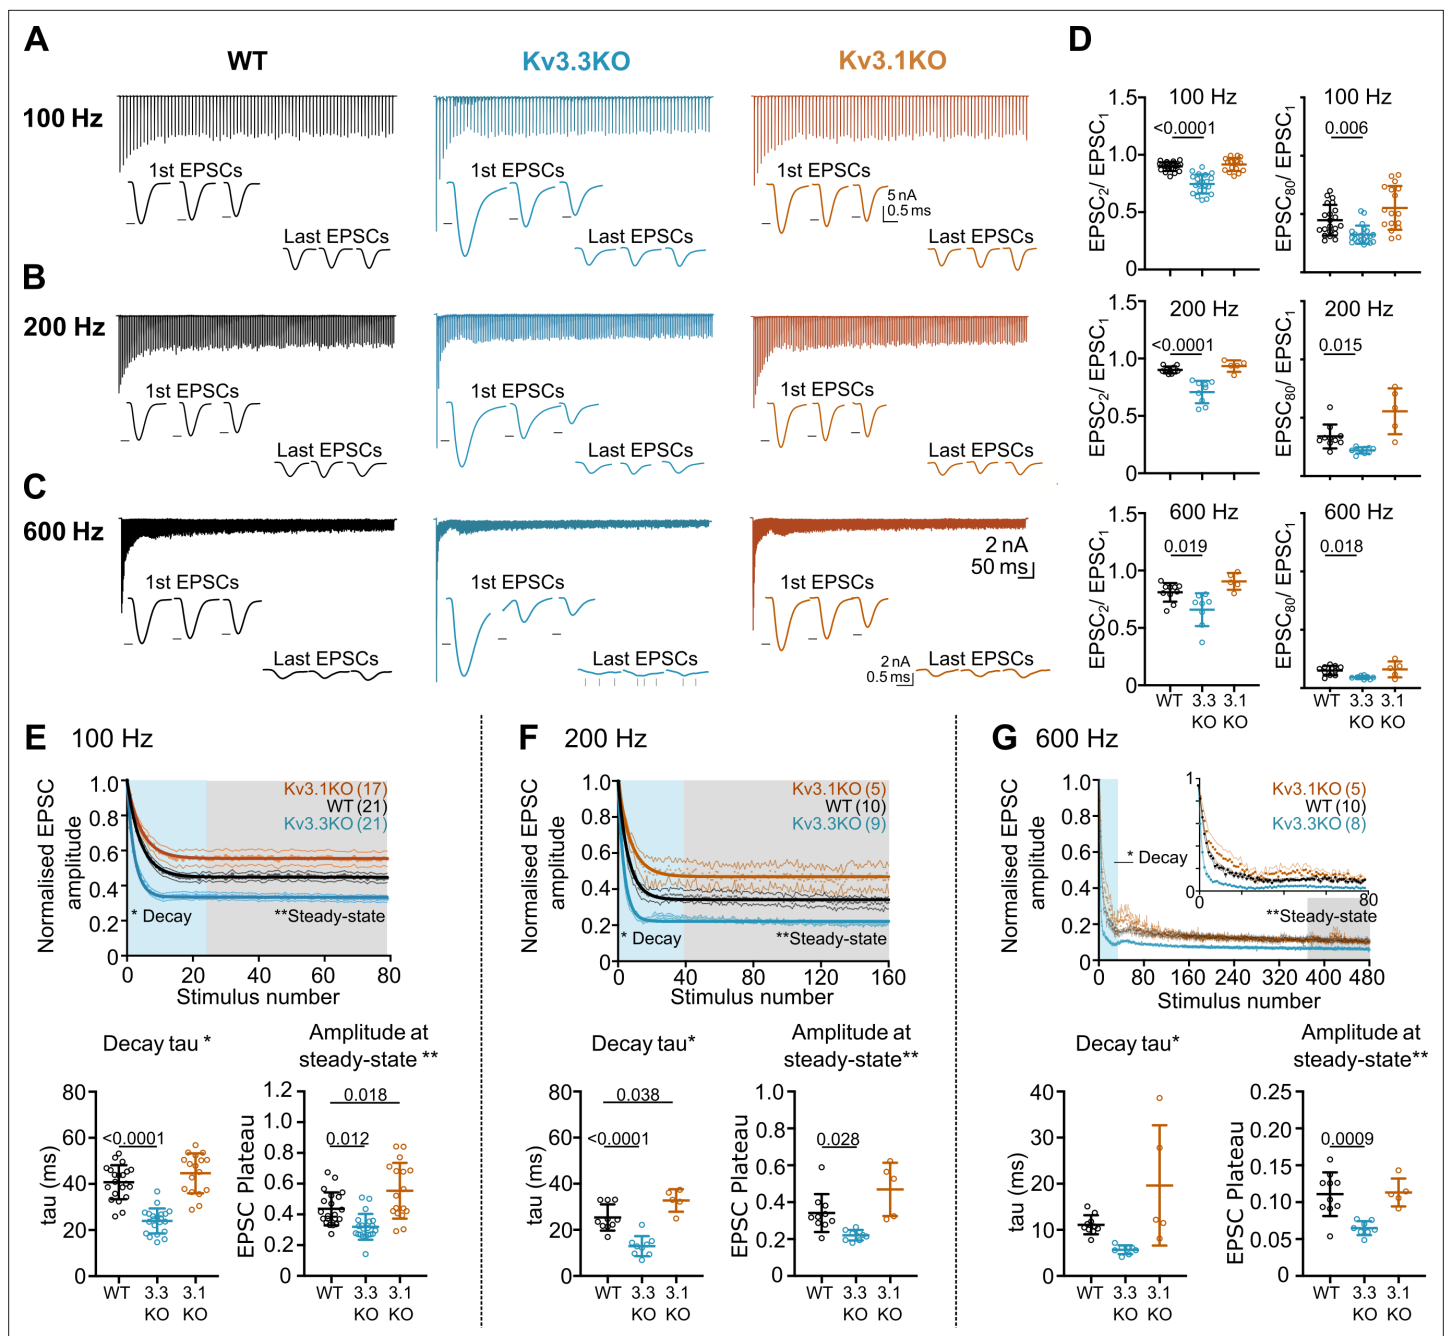 A
WT
Kv3.3KO
Kv3.1KO
100 Hz
1st EPSCs
1st EPSCs
1st EPSCs
5 nA
0.5 ms
Last EPSCs
Last EPSCs
Last EPSCs
B
200 Hz
1st EPSCs
1st EPSCs
1st EPSCs
Last EPSCs
Last EPSCs
Last EPSCs
C
600 Hz
2 nA
50 ms
1st EPSCs
1st EPSCs
1st EPSCs
Last EPSCs
Last EPSCs
2 nA
0.5 ms
Last EPSCs
D
100 Hz
1.5
1.0
0.5
0
EPSC2/ EPSC1
<0.0001
100 Hz
EPSC80/ EPSC1
0.006
200 Hz
1.5
1.0
0.5
0
EPSC2/ EPSC1
<0.0001
200 Hz
EPSC80/ EPSC1
0.015
600 Hz
1.5
1.0
0.5
0
EPSC2/ EPSC1
0.019
WT
3.3 KO
3.1 KO
600 Hz
EPSC80/ EPSC1
0.018
WT
3.3 KO
3.1 KO
E
100 Hz
Normalised EPSC
amplitude
1.0
0.8
0.6
0.4
0.2
0
Kv3.1KO (17)
WT (21)
Kv3.3KO (21)
* Decay
**Steady-state
0
20
40
60
80
Stimulus number
Decay tau *
tau (ms)
80
60
40
20
0
<0.0001
WT
3.3 KO
3.1 KO
Amplitude at
steady-state **
EPSC Plateau
1.2
1.0
0.8
0.6
0.4
0.2
0
0.018
0.012
WT
3.3 KO
3.1 KO
F
200 Hz
Normalised EPSC
amplitude
1.0
0.8
0.6
0.4
0.2
0
Kv3.1KO (5)
WT (10)
Kv3.3KO (9)
* Decay
**Steady-state
0
40
80
120
160
Stimulus number
Decay tau*
tau (ms)
80
60
40
20
0
0.038
<0.0001
WT
3.3 KO
3.1 KO
Amplitude at
steady-state**
EPSC Plateau
1.0
0.8
0.6
0.4
0.2
0
0.028
WT
3.3 KO
3.1 KO
G
600 Hz
Normalised EPSC
amplitude
1.0
0.8
0.6
0.4
0.2
0
1
0
0
80
Kv3.1KO (5)
WT (10)
Kv3.3KO (8)
* Decay
**Steady-state
0
80
160
240
320
400
480
Stimulus number
Decay tau*
tau (ms)
40
30
20
10
0
WT
3.3 KO
3.1 KO
Amplitude at
steady-state**
EPSC Plateau
0.25
0.20
0.15
0.10
0.05
0
0.0009
WT
3.3 KO
3.1 KO